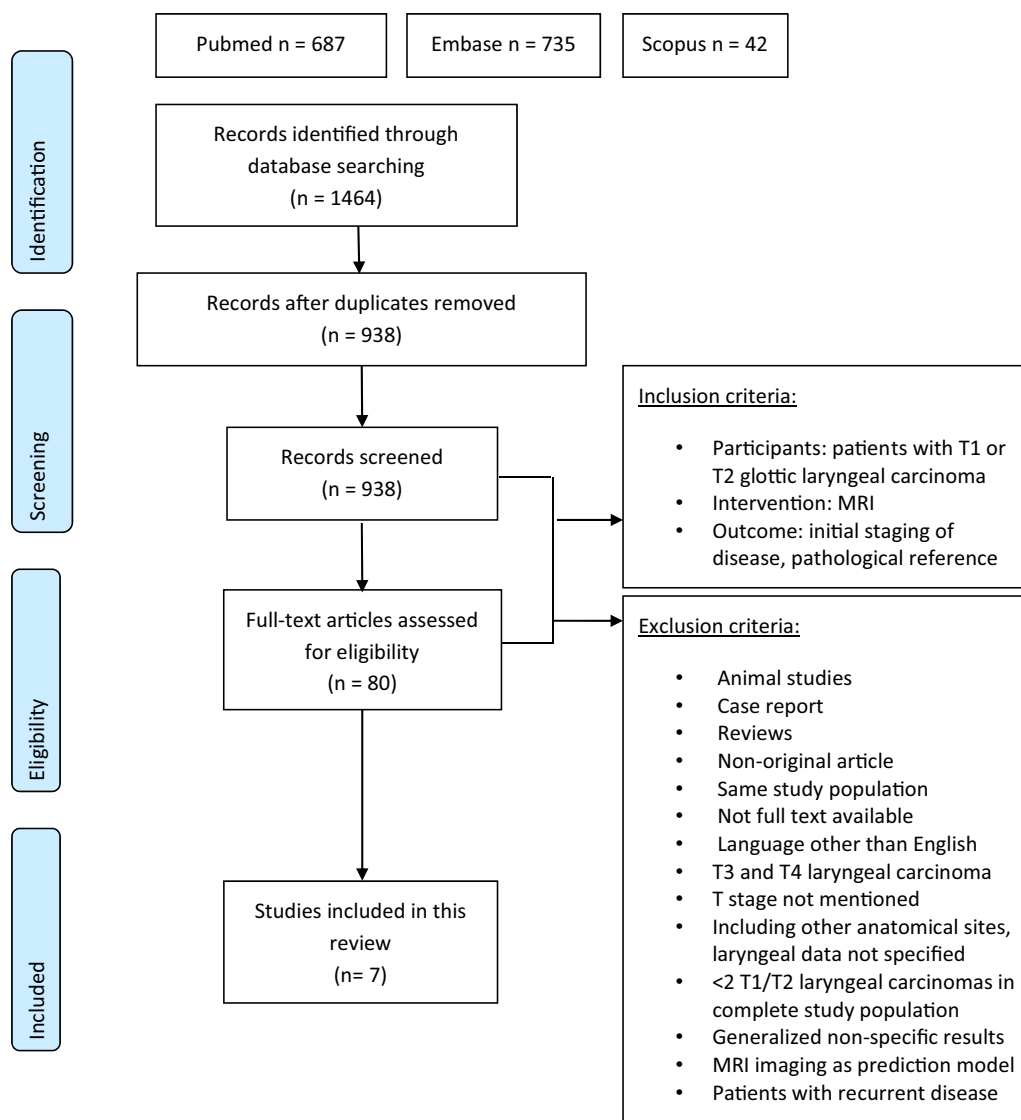 Pubmed n = 687
Embase n = 735
Scopus n = 42
Identification
Records identified through
database searching
(n = 1464)
Records after duplicates removed
(n = 938)
Screening
Records screened
(n = 938)
Inclusion criteria:
• Participants: patients with T1 or
T2 glottic laryngeal carcinoma
• Intervention: MRI
• Outcome: initial staging of
disease, pathological reference
Eligibility
Full-text articles assessed
for eligibility
(n = 80)
Exclusion criteria:
• Animal studies
• Case report
• Reviews
• Non-original article
• Same study population
• Not full text available
• Language other than English
• T3 and T4 laryngeal carcinoma
• T stage not mentioned
• Including other anatomical sites,
laryngeal data not specified
• <2 T1/T2 laryngeal carcinomas in
complete study population
• Generalized non-specific results
• MRI imaging as prediction model
• Patients with recurrent disease
Included
Studies included in this
review
(n= 7)